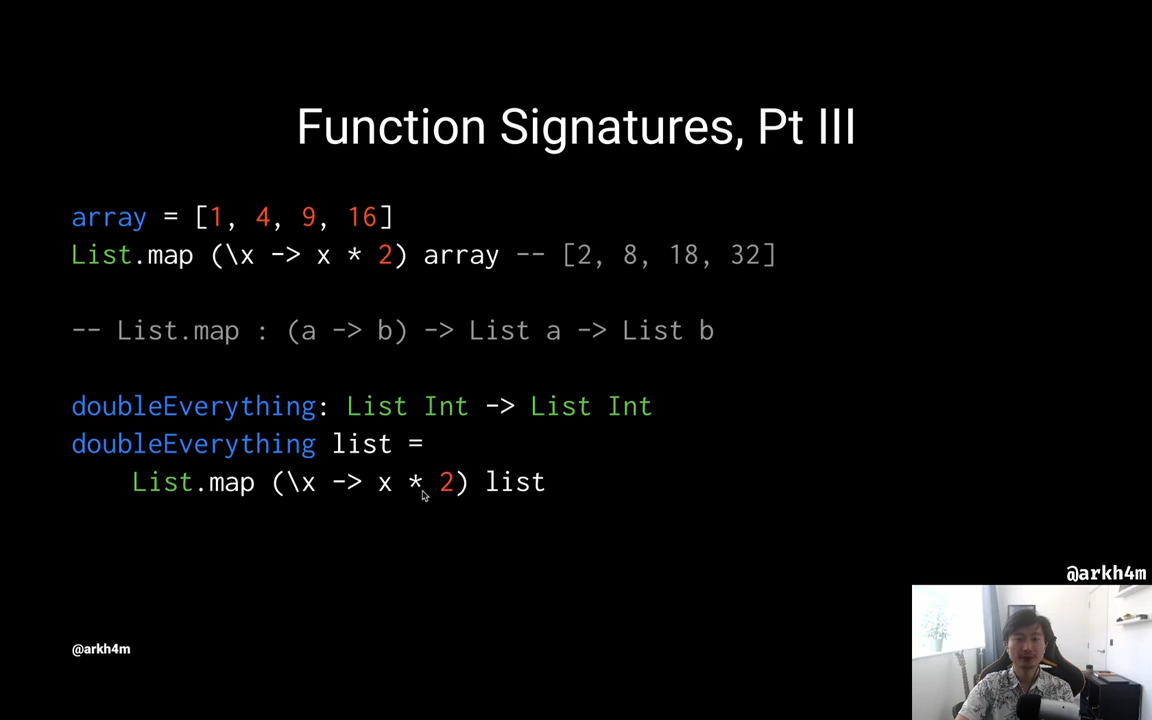 Function Signatures, Pt III
array = [1, 4, 9, 16]
List.map (\x -> x * 2) array -- [2, 8, 18, 32]
-- List.map : (a -> b) -> List a -> List b
doubleEverything: List Int -> List Int
doubleEverything list =
List.map (\x -> x * 2) list
@arkh4m
@arkh4m